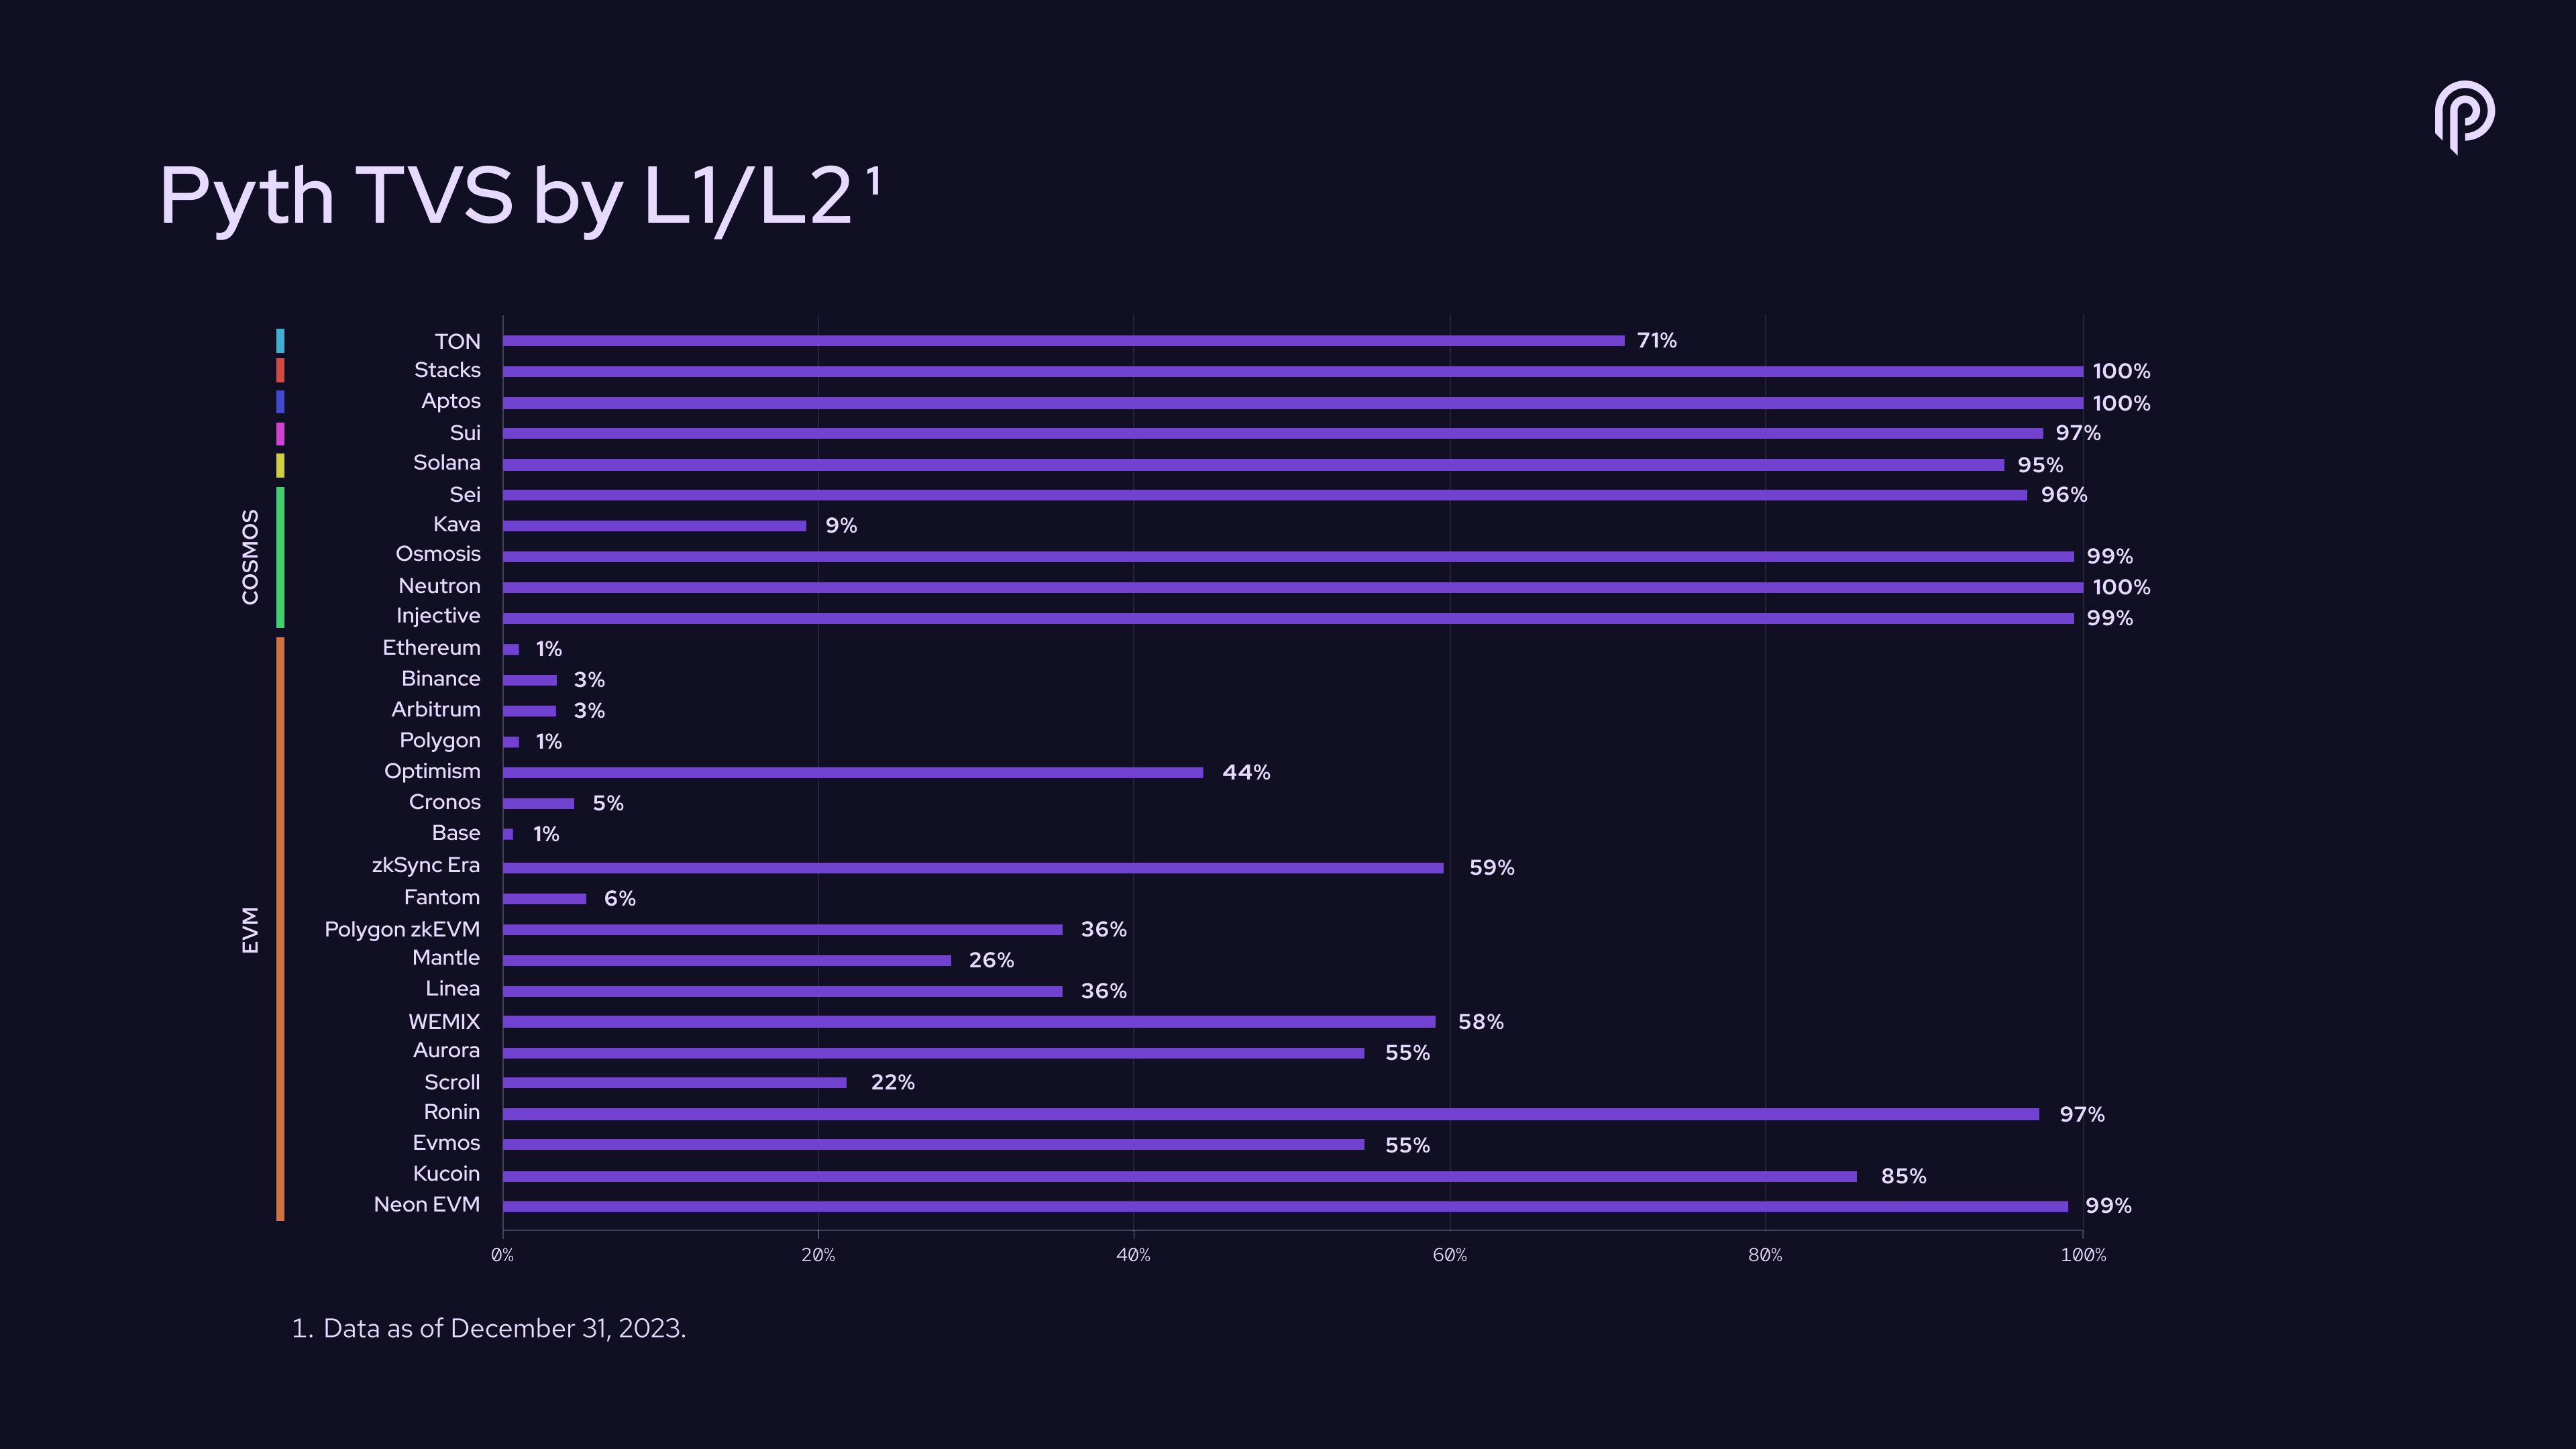 Pyth TVS by L1/L2 ¹
TON 71%
Stacks 100%
Aptos 100%
Sui 97%
Solana 95%
COSMOS
Sei 96%
Kava 9%
Osmosis 99%
Neutron 100%
Injective 99%
EVM
Ethereum 1%
Binance 3%
Arbitrum 3%
Polygon 1%
Optimism 44%
Cronos 5%
Base 1%
zkSync Era 59%
Fantom 6%
Polygon zkEVM 36%
Mantle 26%
Linea 36%
WEMIX 58%
Aurora 55%
Scroll 22%
Ronin 97%
Evmos 55%
Kucoin 85%
Neon EVM 99%
0% 20% 40% 60% 80% 100%
1. Data as of December 31, 2023.